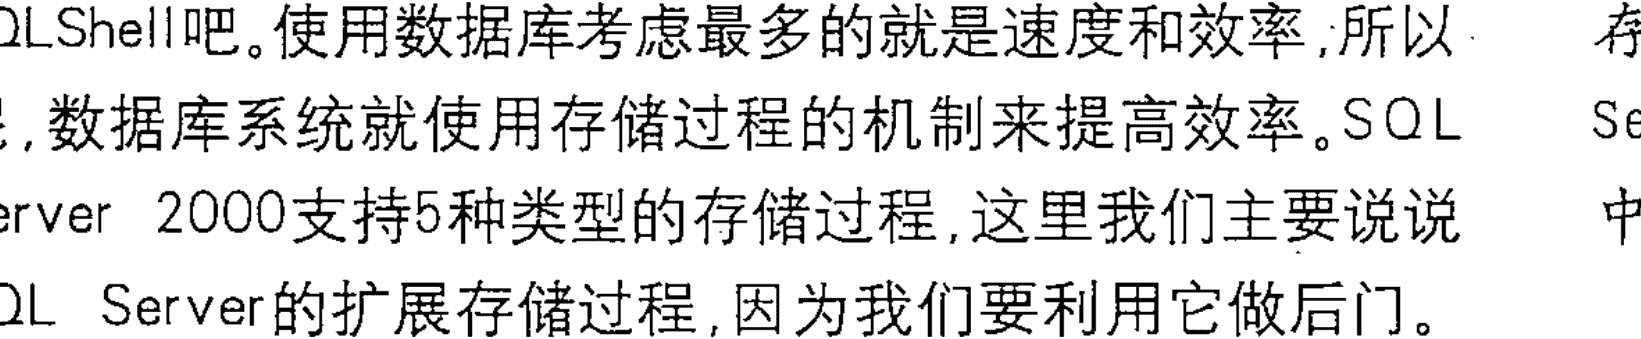 QLShell吧。使用数据库考虑最多的就是速度和效率,所以
,数据库系统就使用存储过程的机制来提高效率。SQL
erver 2000支持5种类型的存储过程,这里我们主要说说
QL Server的扩展存储过程,因为我们要利用它做后门。
存
Se
中